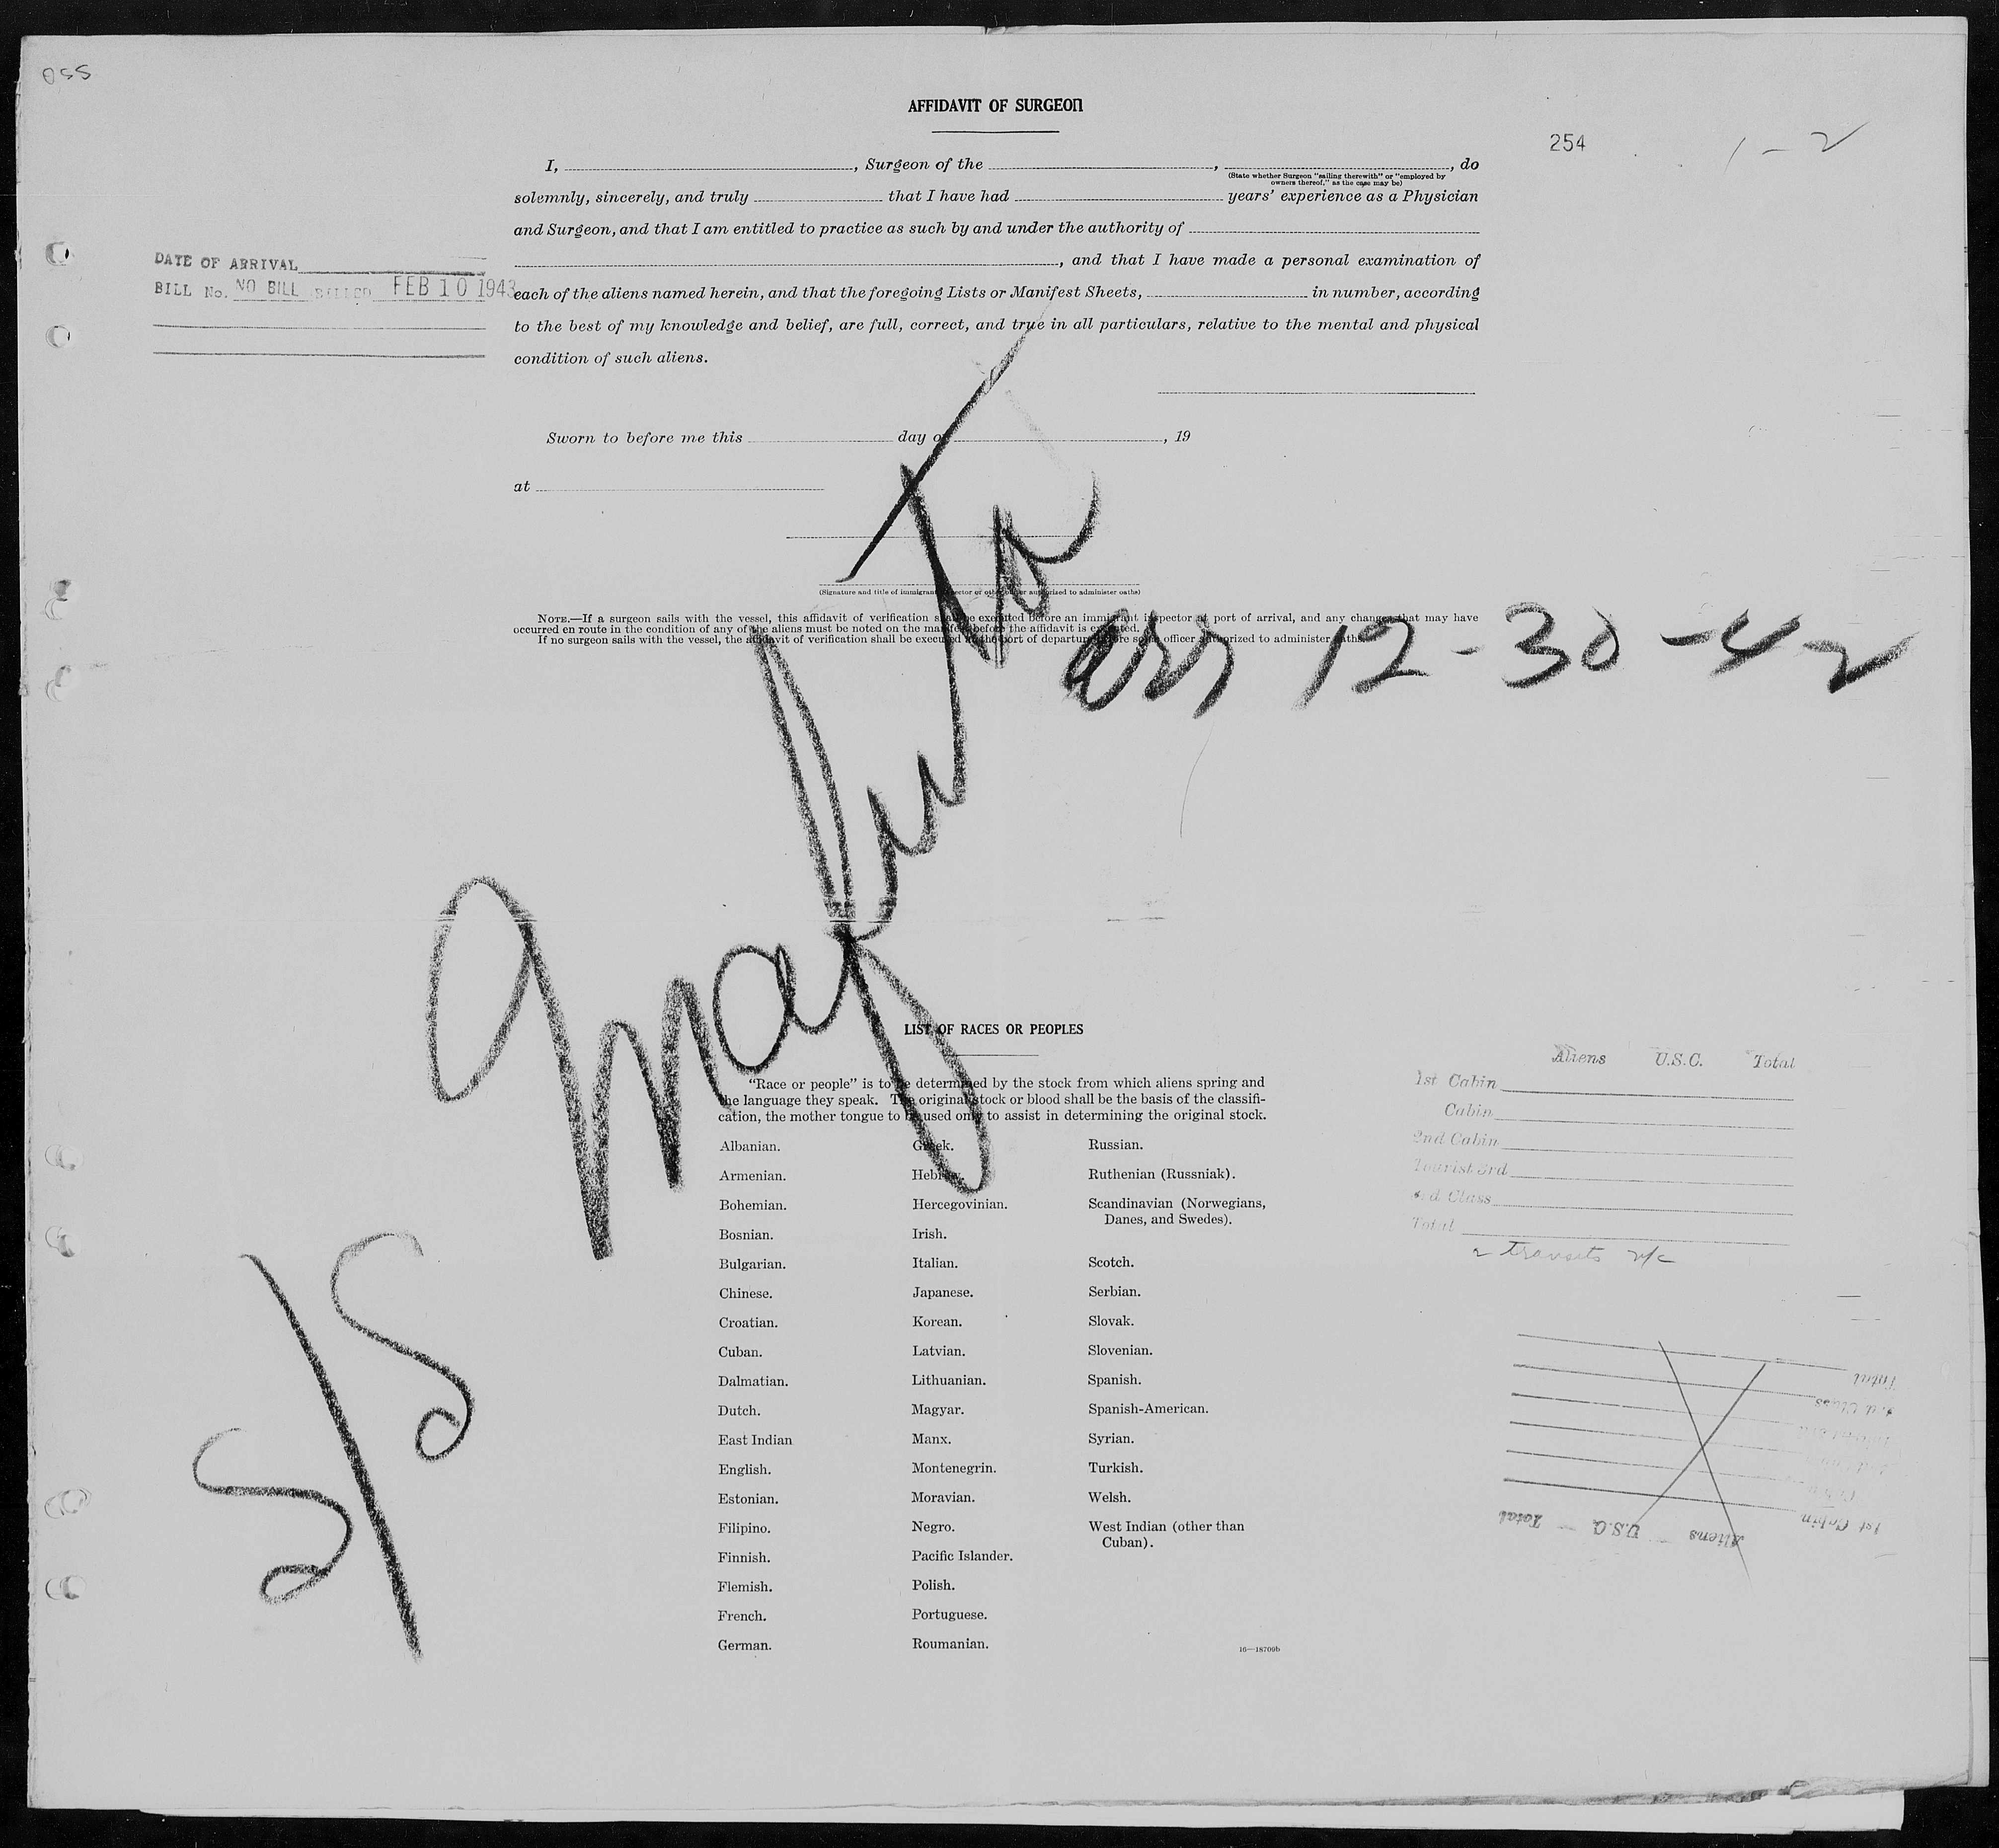 OSS
AFFIDAVIT OF SURGEON
254
1-2
I, , Surgeon of the , , do
(State whether Surgeon "sailing therewith" or "employed by
owners thereof," as the case may be)
solemnly, sincerely, and truly that I have had years' experience as a Physician
and Surgeon, and that I am entitled to practice as such by and under the authority of
, and that I have made a personal examination of
DATE OF ARRIVAL
BILL No. NO BILL FEB 10 1943
each of the aliens named herein, and that the foregoing Lists or Manifest Sheets, in number, according
to the best of my knowledge and belief, are full, correct, and true in all particulars, relative to the mental and physical
condition of such aliens.
Sworn to before me this day of , 19
at
(Signature and title of immigrant inspector or other officer authorized to administer oaths)
NOTE.—If a surgeon sails with the vessel, this affidavit of verification shall be executed before an immigrant inspector at port of arrival, and any changes that may have
occurred en route in the condition of any of the aliens must be noted on the manifest before the affidavit is executed.
If no surgeon sails with the vessel, the affidavit of verification shall be executed at the port of departure before some officer authorized to administer oaths.
arr 12-30-42
S/S
LIST OF RACES OR PEOPLES
"Race or people" is to be determined by the stock from which aliens spring and
the language they speak. The original stock or blood shall be the basis of the classifi-
cation, the mother tongue to be used only to assist in determining the original stock.
Albanian.
Armenian.
Bohemian.
Bosnian.
Bulgarian.
Chinese.
Croatian.
Cuban.
Dalmatian.
Dutch.
East Indian
English.
Estonian.
Filipino.
Finnish.
Flemish.
French.
German.
Greek.
Hebrew.
Hercegovinian.
Irish.
Italian.
Japanese.
Korean.
Latvian.
Lithuanian.
Magyar.
Manx.
Montenegrin.
Moravian.
Negro.
Pacific Islander.
Polish.
Portuguese.
Roumanian.
Russian.
Ruthenian (Russniak).
Scandinavian (Norwegians,
Danes, and Swedes).
Scotch.
Serbian.
Slovak.
Slovenian.
Spanish.
Spanish-American.
Syrian.
Turkish.
Welsh.
West Indian (other than
Cuban).
16—18700b
Aliens U.S.C. Total
1st Cabin
Cabin
2nd Cabin
Tourist 3rd
3rd Class
Total
2 transits
Total
1st Cabin
Aliens U.S.C. Total